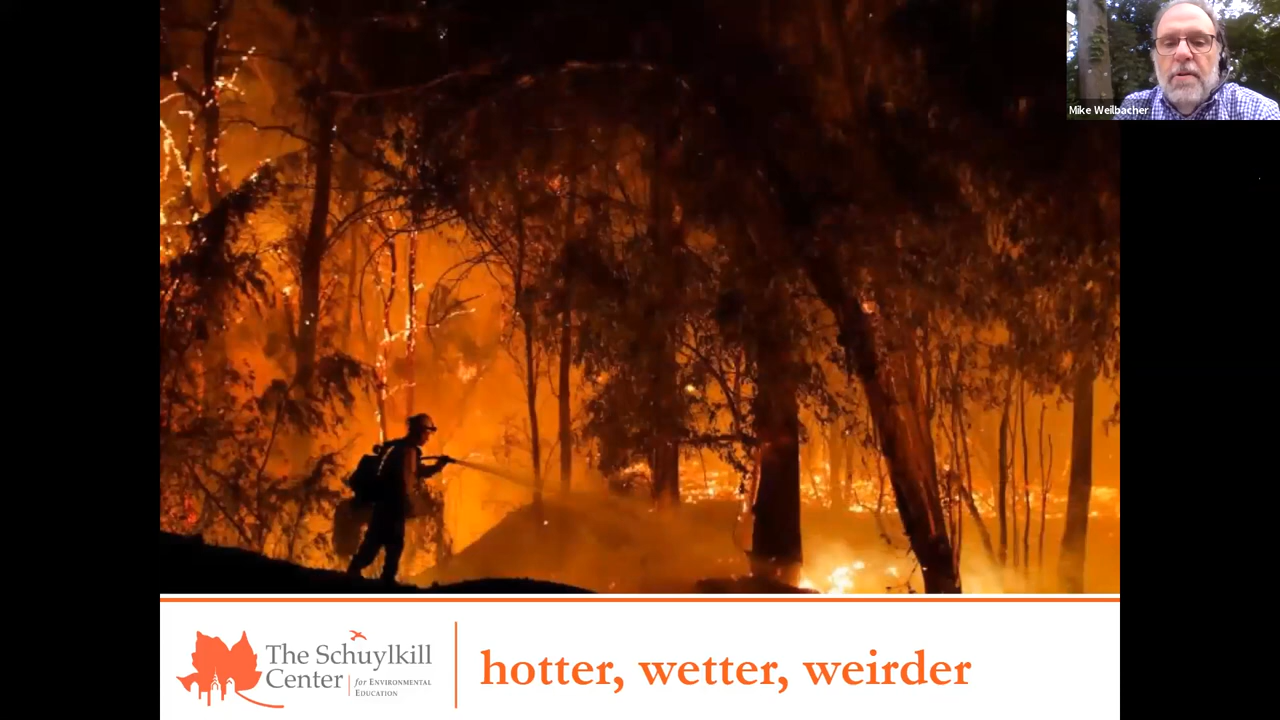 Mike Weilbacher
The Schuylkill
Center
for ENVIRONMENTAL
EDUCATION
hotter, wetter, weirder